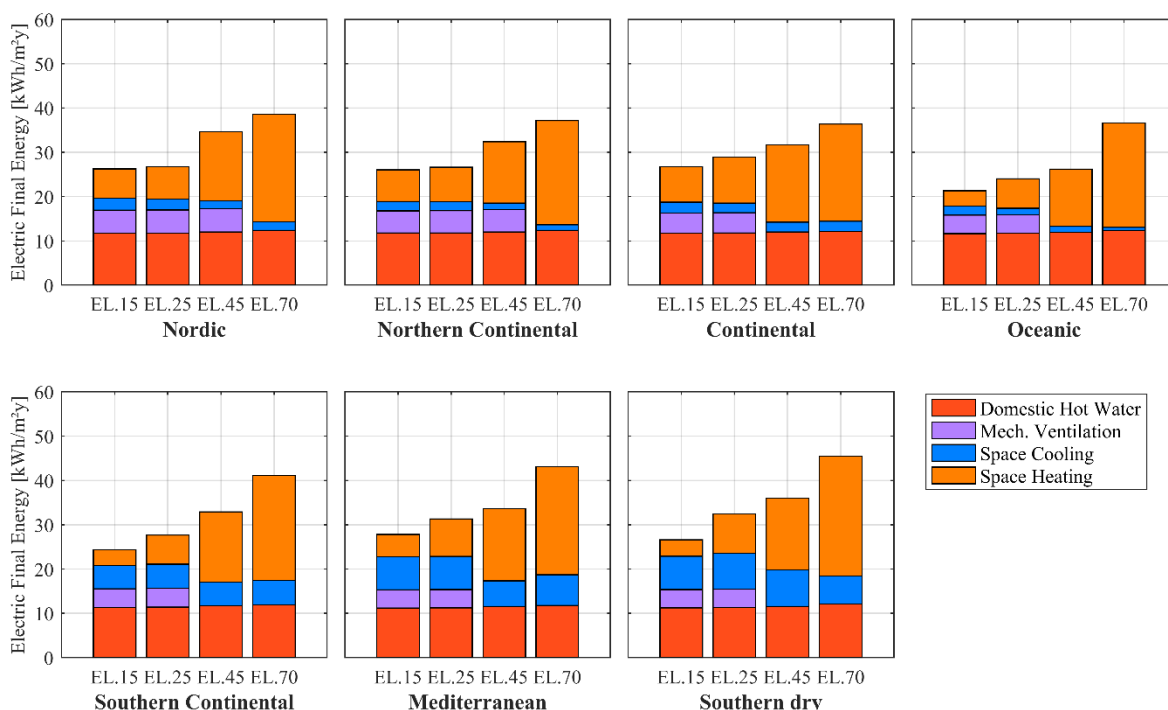 Electric Final Energy [kWh/m²y]
60
50
40
30
20
10
0
EL.15 EL.25 EL.45 EL.70
Nordic
EL.15 EL.25 EL.45 EL.70
Northern Continental
EL.15 EL.25 EL.45 EL.70
Continental
EL.15 EL.25 EL.45 EL.70
Oceanic
Electric Final Energy [kWh/m²y]
60
50
40
30
20
10
0
EL.15 EL.25 EL.45 EL.70
Southern Continental
EL.15 EL.25 EL.45 EL.70
Mediterranean
EL.15 EL.25 EL.45 EL.70
Southern dry
Domestic Hot Water
Mech. Ventilation
Space Cooling
Space Heating